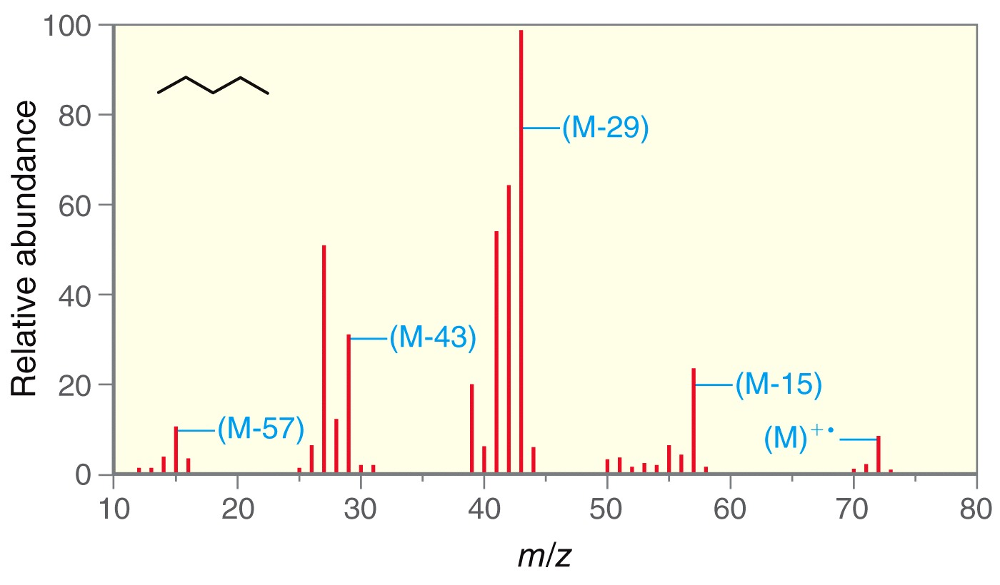 100
80
(M-29)
60
40
(M-43)
20
(M-15)
(M-57)
(M)+•
0
10 20 30 40 50 60 70 80
Relative abundance
m/z